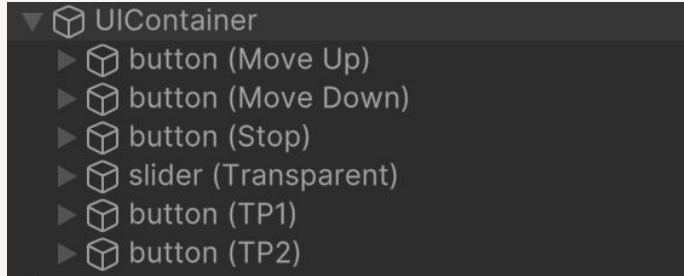 UIContainer
button (Move Up)
button (Move Down)
button (Stop)
slider (Transparent)
button (TP1)
button (TP2)